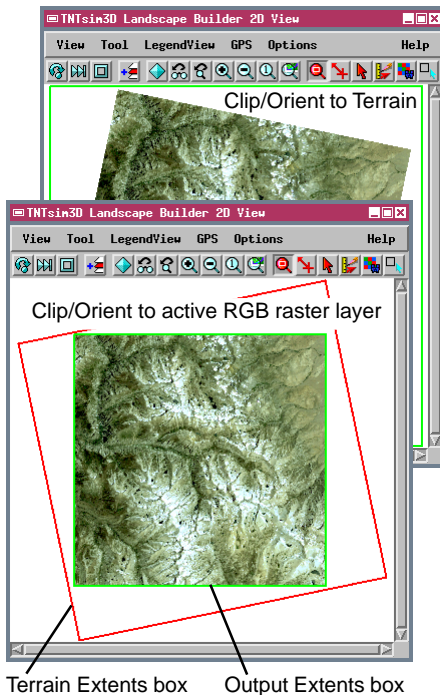 TNTsim3D Landscape Builder 2D View
View Tool LegendView GPS Options Help
Clip/Orient to Terrain
TNTsim3D Landscape Builder 2D View
View Tool LegendView GPS Options Help
Clip/Orient to active RGB raster layer
Terrain Extents box Output Extents box